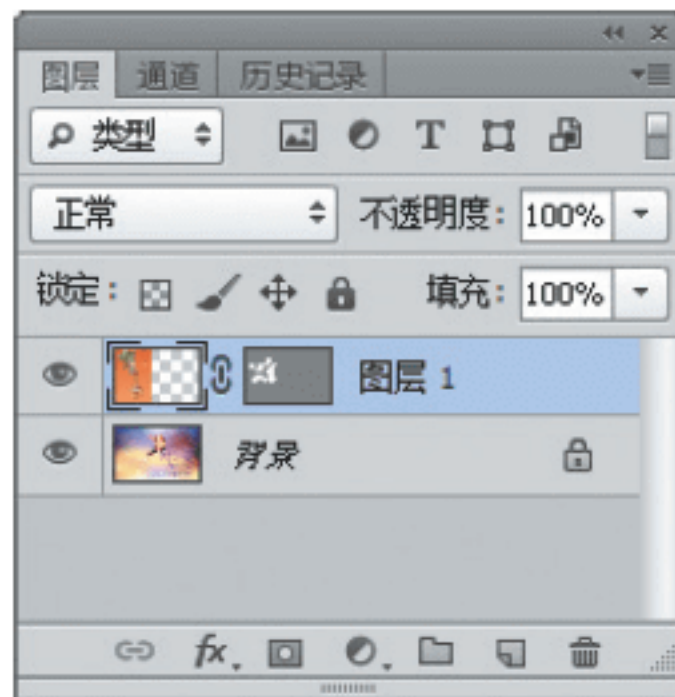 图层 通道 历史记录
类型 T
正常 不透明度: 100%
锁定: 填充: 100%
图层 1
背景
fx.